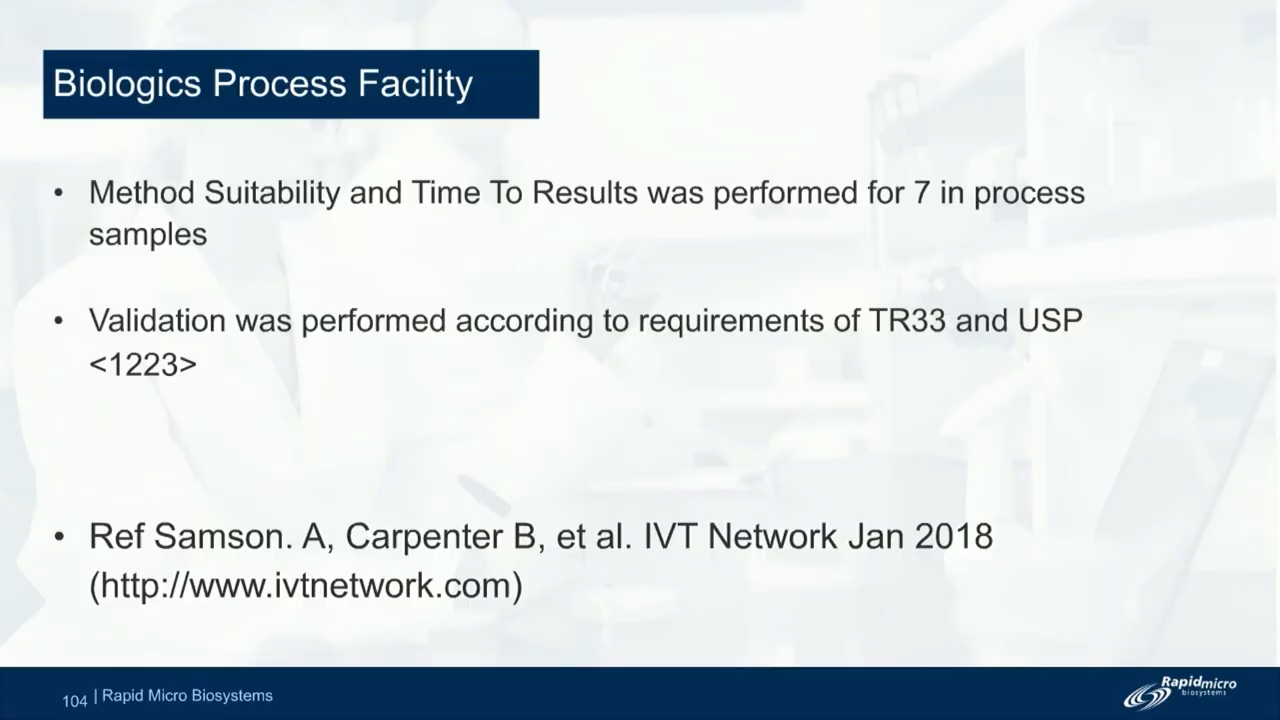 Biologics Process Facility
• Method Suitability and Time To Results was performed for 7 in process
samples
• Validation was performed according to requirements of TR33 and USP
<1223>
• Ref Samson. A, Carpenter B, et al. IVT Network Jan 2018
(http://www.ivtnetwork.com)
104 | Rapid Micro Biosystems
Rapidmicro
biosystems